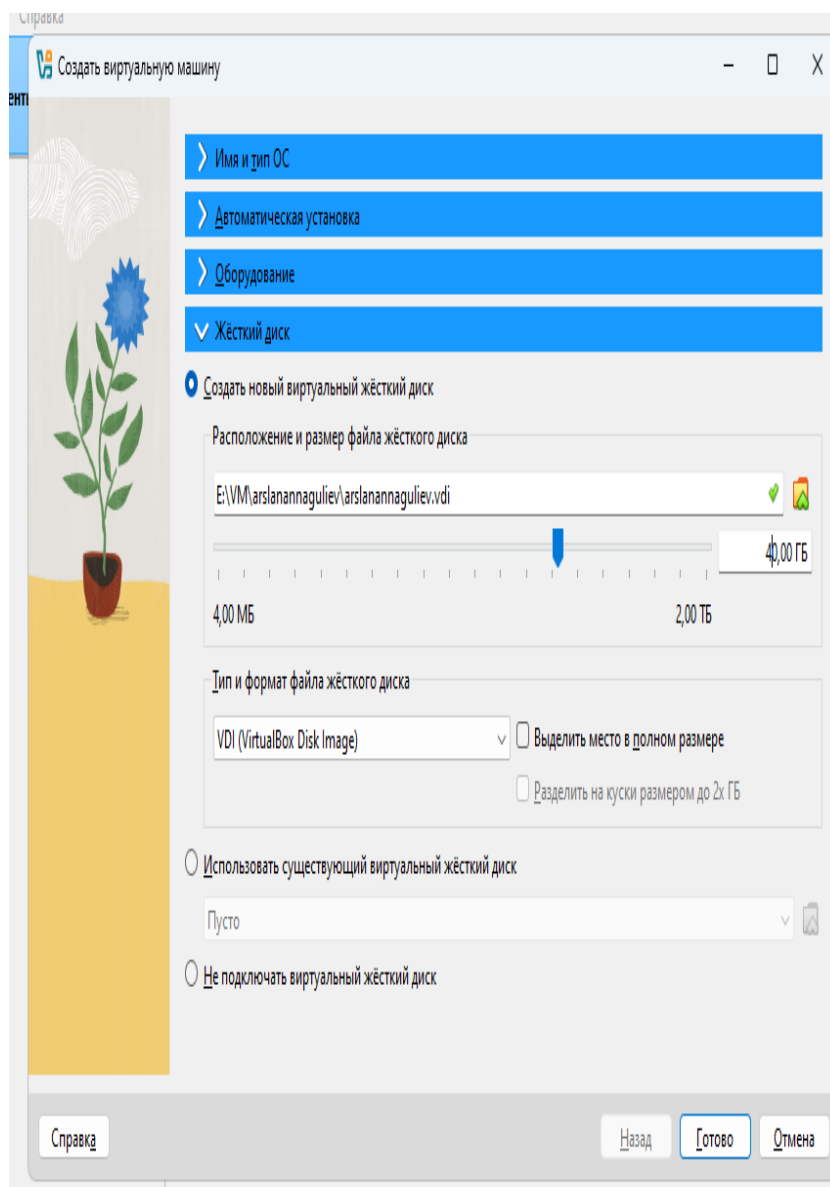 Справка
Создать виртуальную машину
Имя и тип ОС
Автоматическая установка
Оборудование
Жёсткий диск
Создать новый виртуальный жёсткий диск
Расположение и размер файла жёсткого диска
E:\VM\arslanannaguliev\arslanannaguliev.vdi
40,00 ГБ
4,00 МБ 2,00 ТБ
Тип и формат файла жёсткого диска
VDI (VirtualBox Disk Image) Выделить место в полном размере
Разделить на куски размером до 2х ГБ
Использовать существующий виртуальный жёсткий диск
Пусто
Не подключать виртуальный жёсткий диск
Справка Назад Готово Отмена